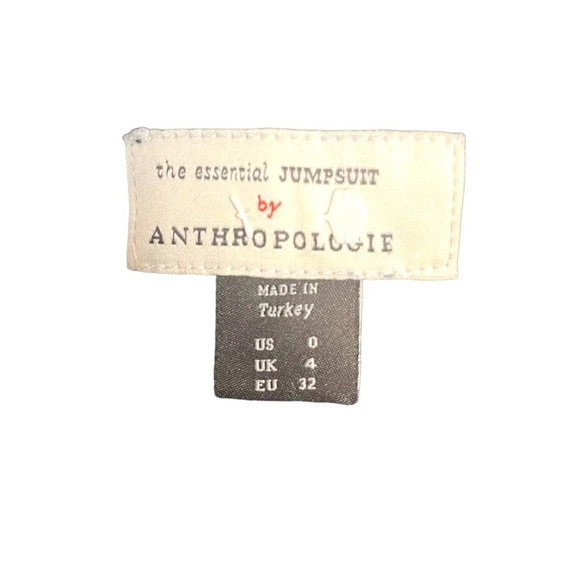 the essential JUMPSUIT
by
ANTHROPOLOGIE
MADE IN
Turkey
US 0
UK 4
EU 32